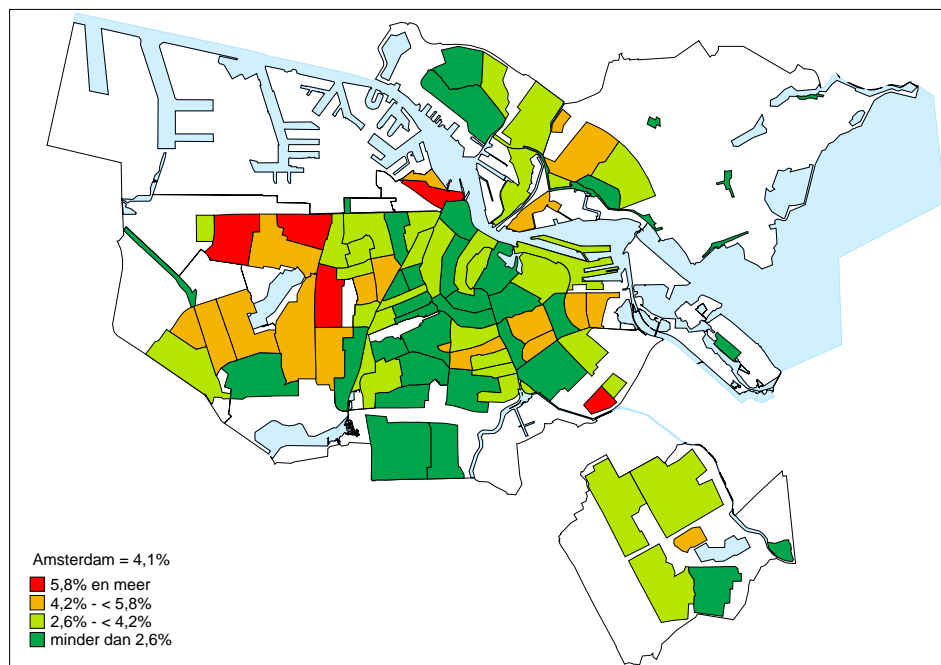 Amsterdam = 4,1%
5,8% en meer
4,2% - < 5,8%
2,6% - < 4,2%
minder dan 2,6%